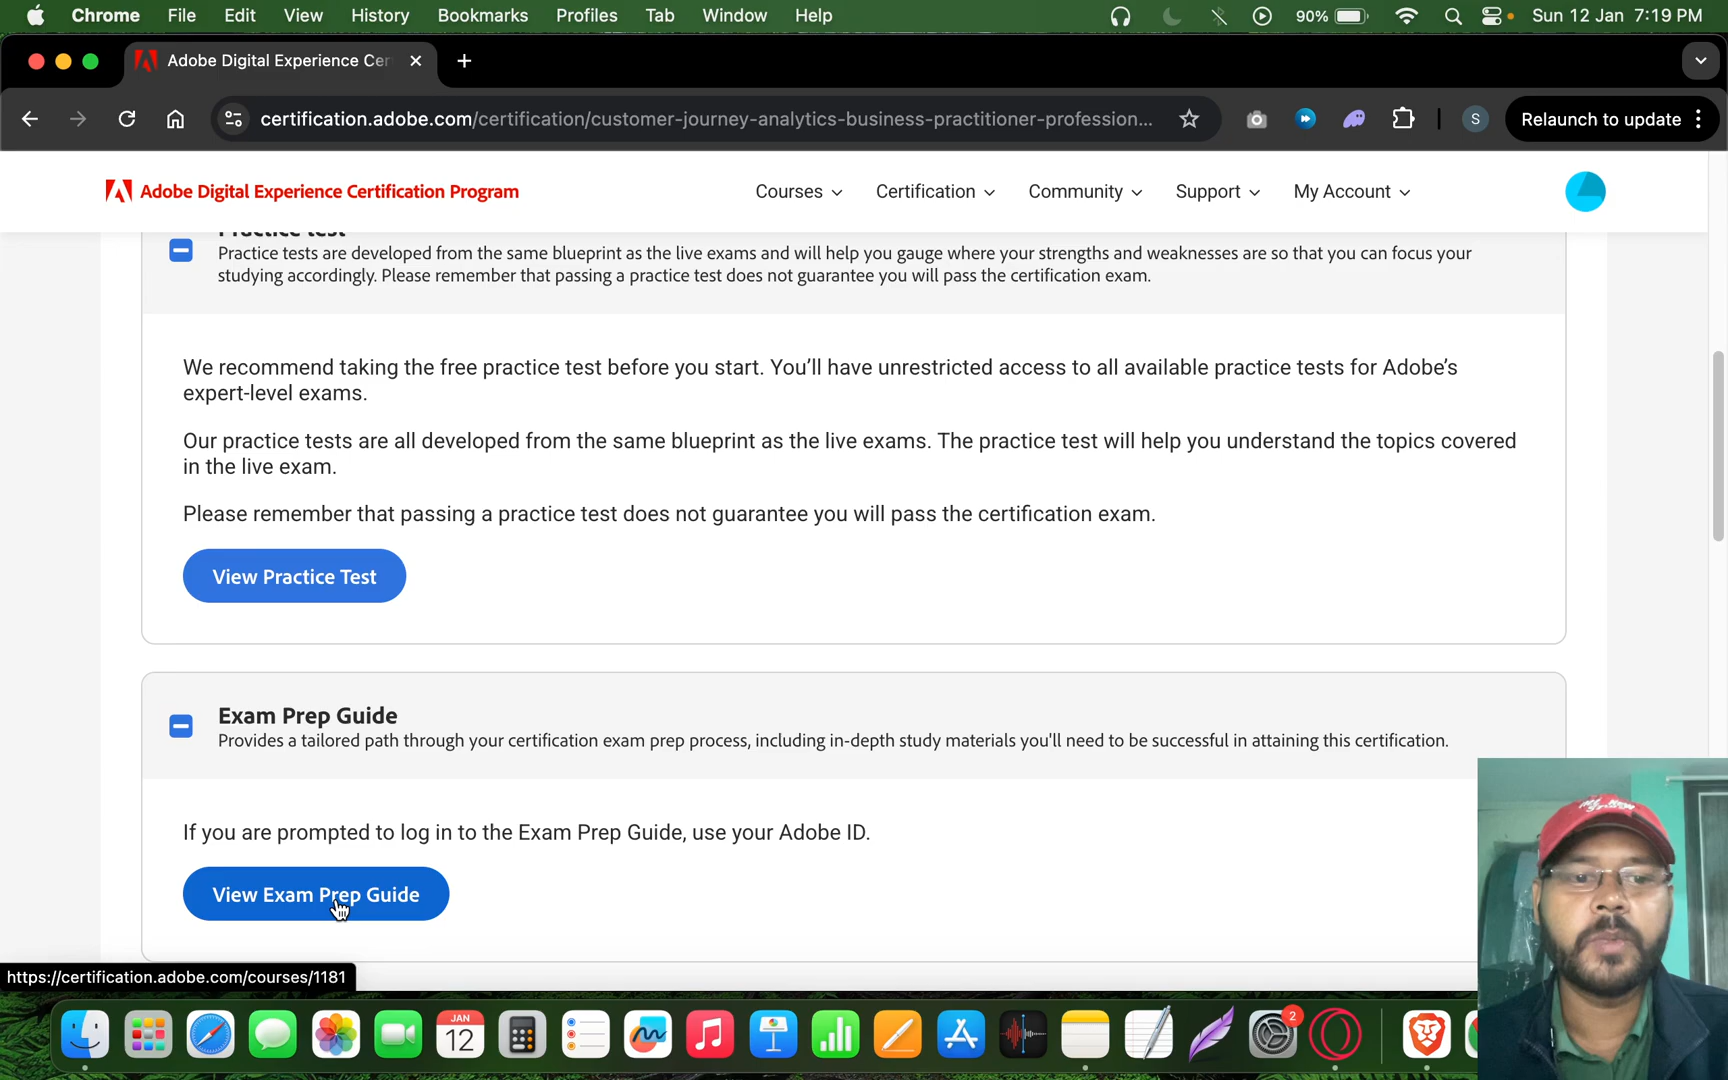 Chrome File Edit View History Bookmarks Profiles Tab Window Help 90% Sun 12 Jan 7:19 PM
Adobe Digital Experience Cer
certification.adobe.com/certification/customer-journey-analytics-business-practitioner-profession... S Relaunch to update
Adobe Digital Experience Certification Program Courses Certification Community Support My Account
Practice test
Practice tests are developed from the same blueprint as the live exams and will help you gauge where your strengths and weaknesses are so that you can focus your
studying accordingly. Please remember that passing a practice test does not guarantee you will pass the certification exam.
We recommend taking the free practice test before you start. You’ll have unrestricted access to all available practice tests for Adobe’s
expert-level exams.
Our practice tests are all developed from the same blueprint as the live exams. The practice test will help you understand the topics covered
in the live exam.
Please remember that passing a practice test does not guarantee you will pass the certification exam.
View Practice Test
Exam Prep Guide
Provides a tailored path through your certification exam prep process, including in-depth study materials you'll need to be successful in attaining this certification.
If you are prompted to log in to the Exam Prep Guide, use your Adobe ID.
View Exam Prep Guide
https://certification.adobe.com/courses/1181
JAN
12
2